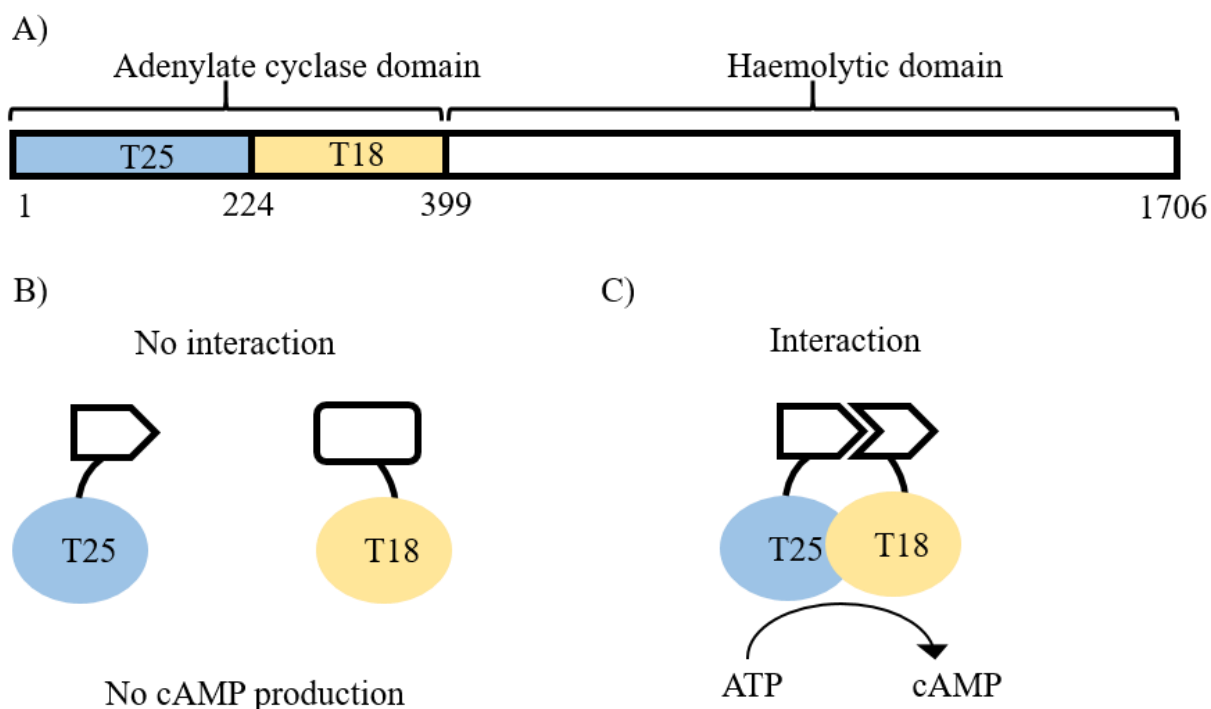 A)
Adenylate cyclase domain Haemolytic domain
T25 T18
1 224 399 1706
B) C)
No interaction Interaction
T25 T18 T25 T18
ATP cAMP
No cAMP production